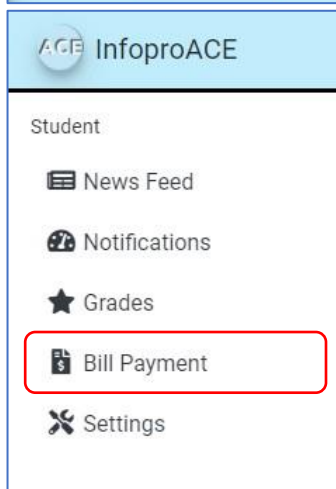 ACE InfoproACE
Student
News Feed
Notifications
Grades
Bill Payment
Settings